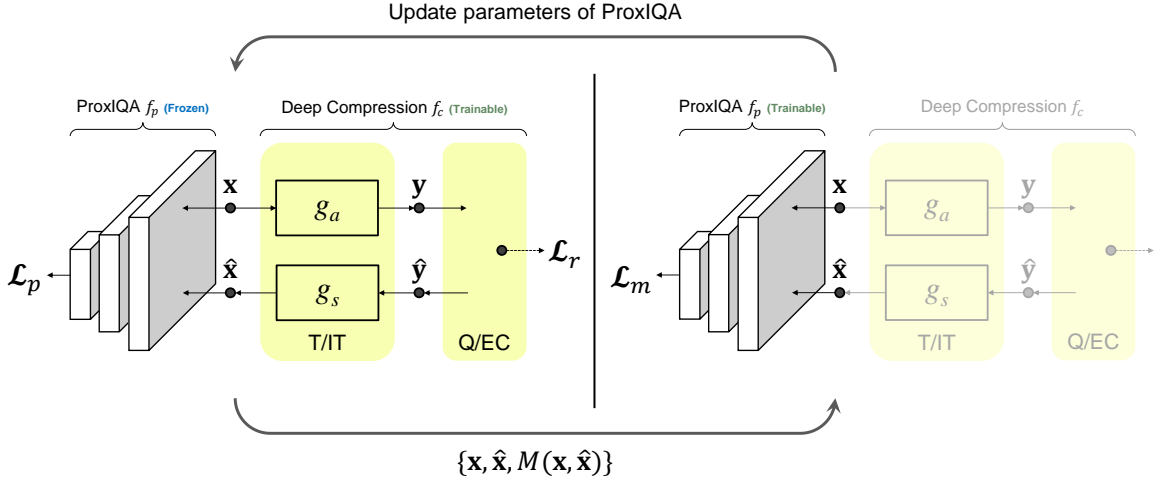 Update parameters of ProxIQA
ProxIQA f_p (Frozen)
Deep Compression f_c (Trainable)
x
y
g_a
ℒ_p
x̂
ŷ
g_s
ℒ_r
T/IT
Q/EC
ProxIQA f_p (Trainable)
Deep Compression f_c
x
y
g_a
ℒ_m
x̂
ŷ
g_s
T/IT
Q/EC
{x, x̂, M(x, x̂)}